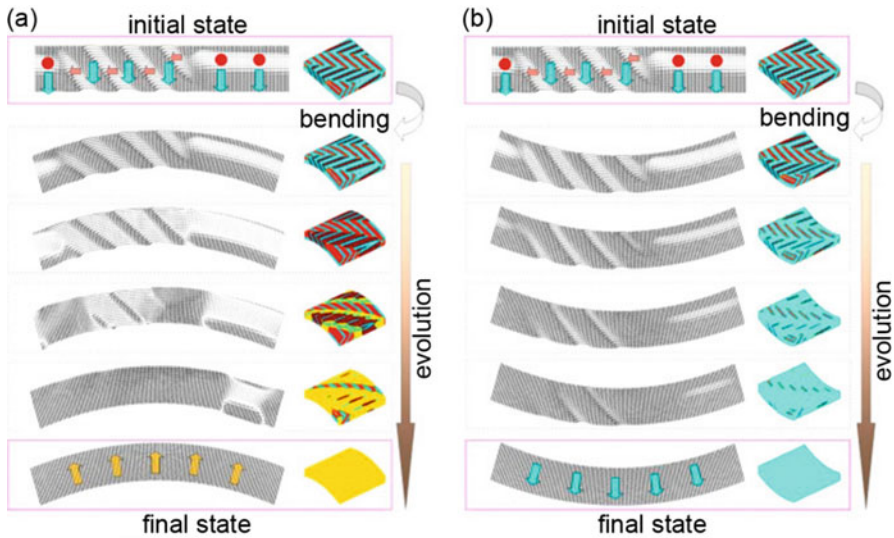 (a)
initial state
bending
evolution
final state
(b)
initial state
bending
evolution
final state